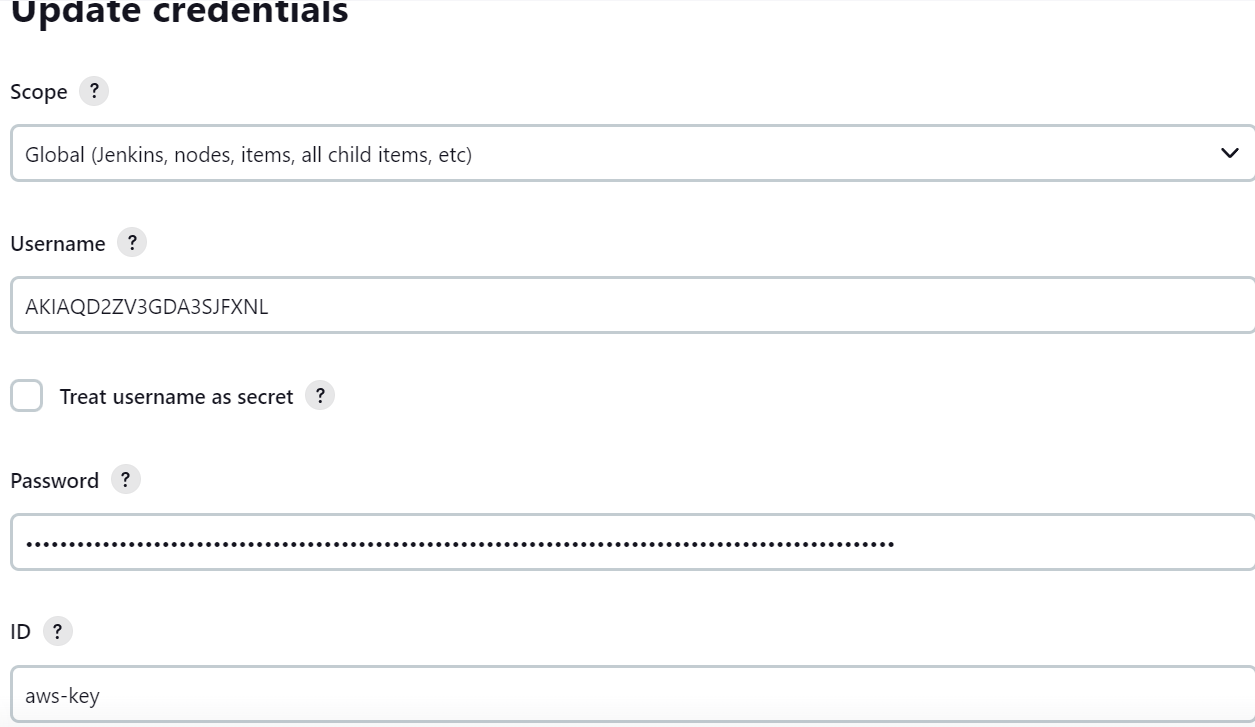 Update credentials
Scope ?
Global (Jenkins, nodes, items, all child items, etc)
Username ?
AKIAQD2ZV3GDA3SJFXNL
Treat username as secret ?
Password ?
ID ?
aws-key